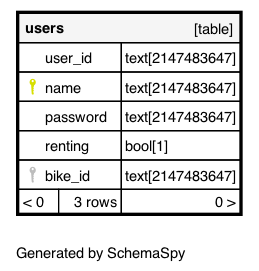 users [table]
user_id text[2147483647]
name text[2147483647]
password text[2147483647]
renting bool[1]
bike_id text[2147483647]
< 0 3 rows 0 >
Generated by SchemaSpy